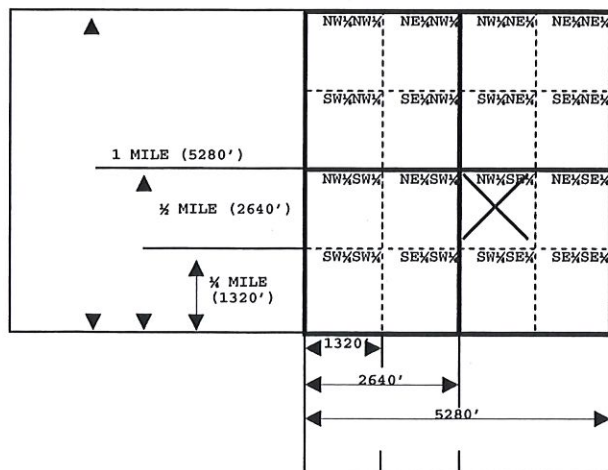 NW¼NW¼ NE¼NW¼ NW¼NE¼ NE¼NE¼
SW¼NW¼ SE¼NW¼ SW¼NE¼ SE¼NE¼
1 MILE (5280')
NW¼SW¼ NE¼SW¼ NW¼SE¼ NE¼SE¼
½ MILE (2640')
SW¼SW¼ SE¼SW¼ SW¼SE¼ SE¼SE¼
¼ MILE
(1320')
1320'
2640'
5280'